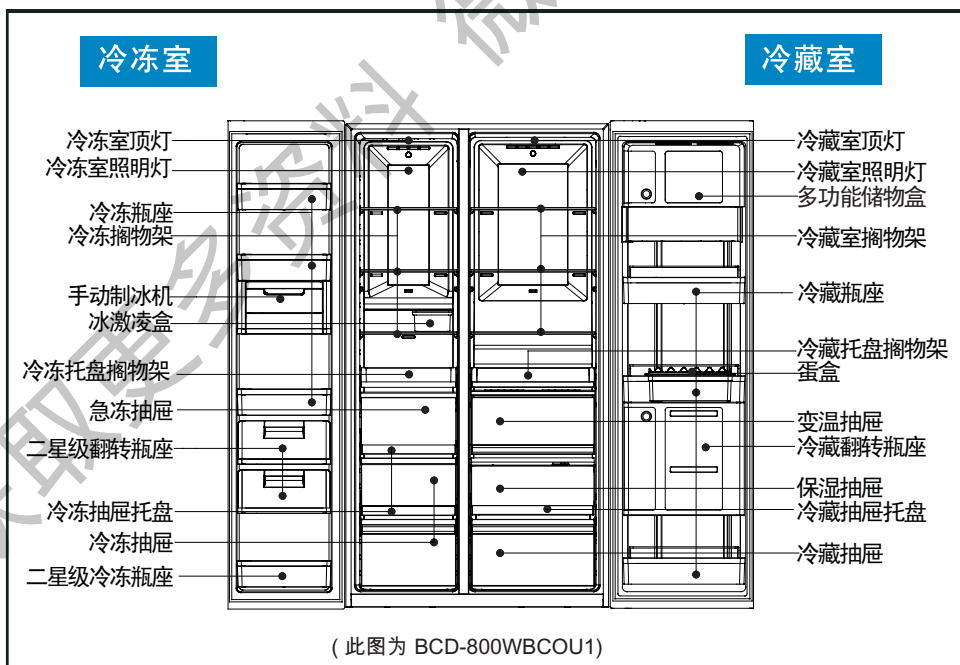 冷冻室
冷藏室
冷冻室顶灯
冷冻室照明灯
冷冻瓶座
冷冻搁物架
手动制冰机
冰激凌盒
冷冻托盘搁物架
急冻抽屉
二星级翻转瓶座
冷冻抽屉托盘
冷冻抽屉
二星级冷冻瓶座
冷藏室顶灯
冷藏室照明灯
多功能储物盒
冷藏室搁物架
冷藏瓶座
冷藏托盘搁物架
蛋盒
变温抽屉
冷藏翻转瓶座
保湿抽屉
冷藏抽屉托盘
冷藏抽屉
(此图为 BCD-800WBCOU1)
取更多资料